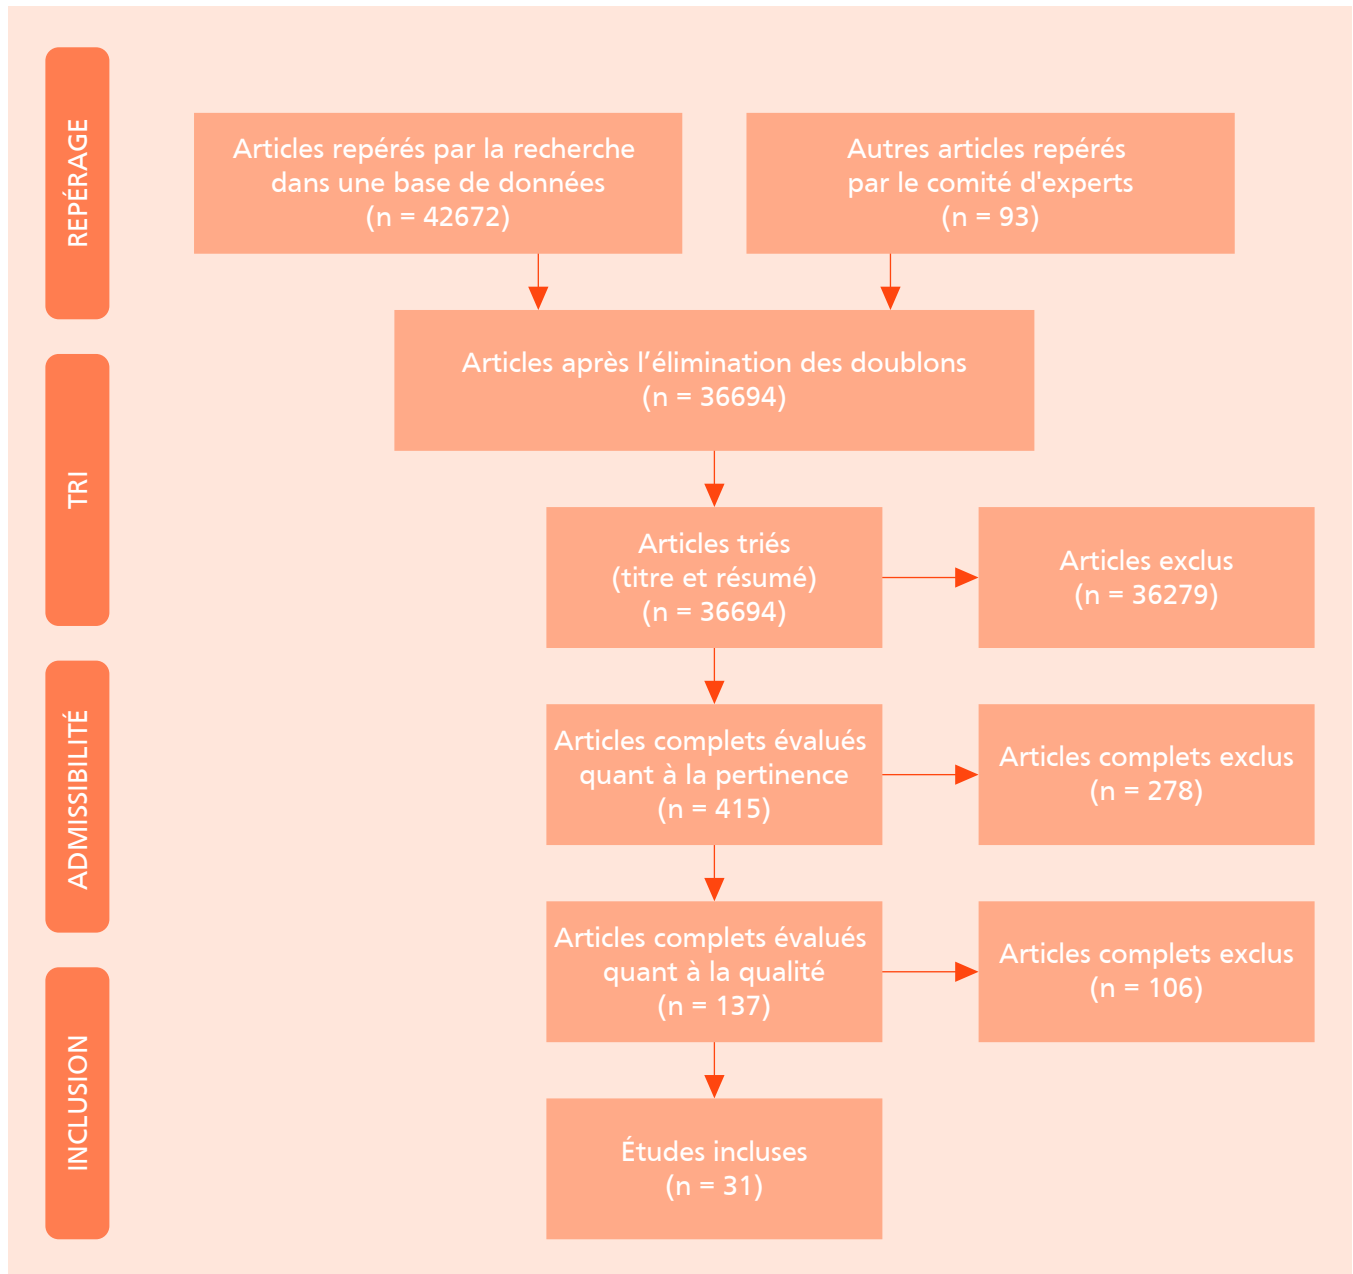 REPÉRAGE
Articles repérés par la recherche
dans une base de données
(n = 42672)
Autres articles repérés
par le comité d'experts
(n = 93)
Articles après l’élimination des doublons
(n = 36694)
TRI
Articles triés
(titre et résumé)
(n = 36694)
Articles exclus
(n = 36279)
ADMISSIBILITÉ
Articles complets évalués
quant à la pertinence
(n = 415)
Articles complets exclus
(n = 278)
Articles complets évalués
quant à la qualité
(n = 137)
Articles complets exclus
(n = 106)
INCLUSION
Études incluses
(n = 31)